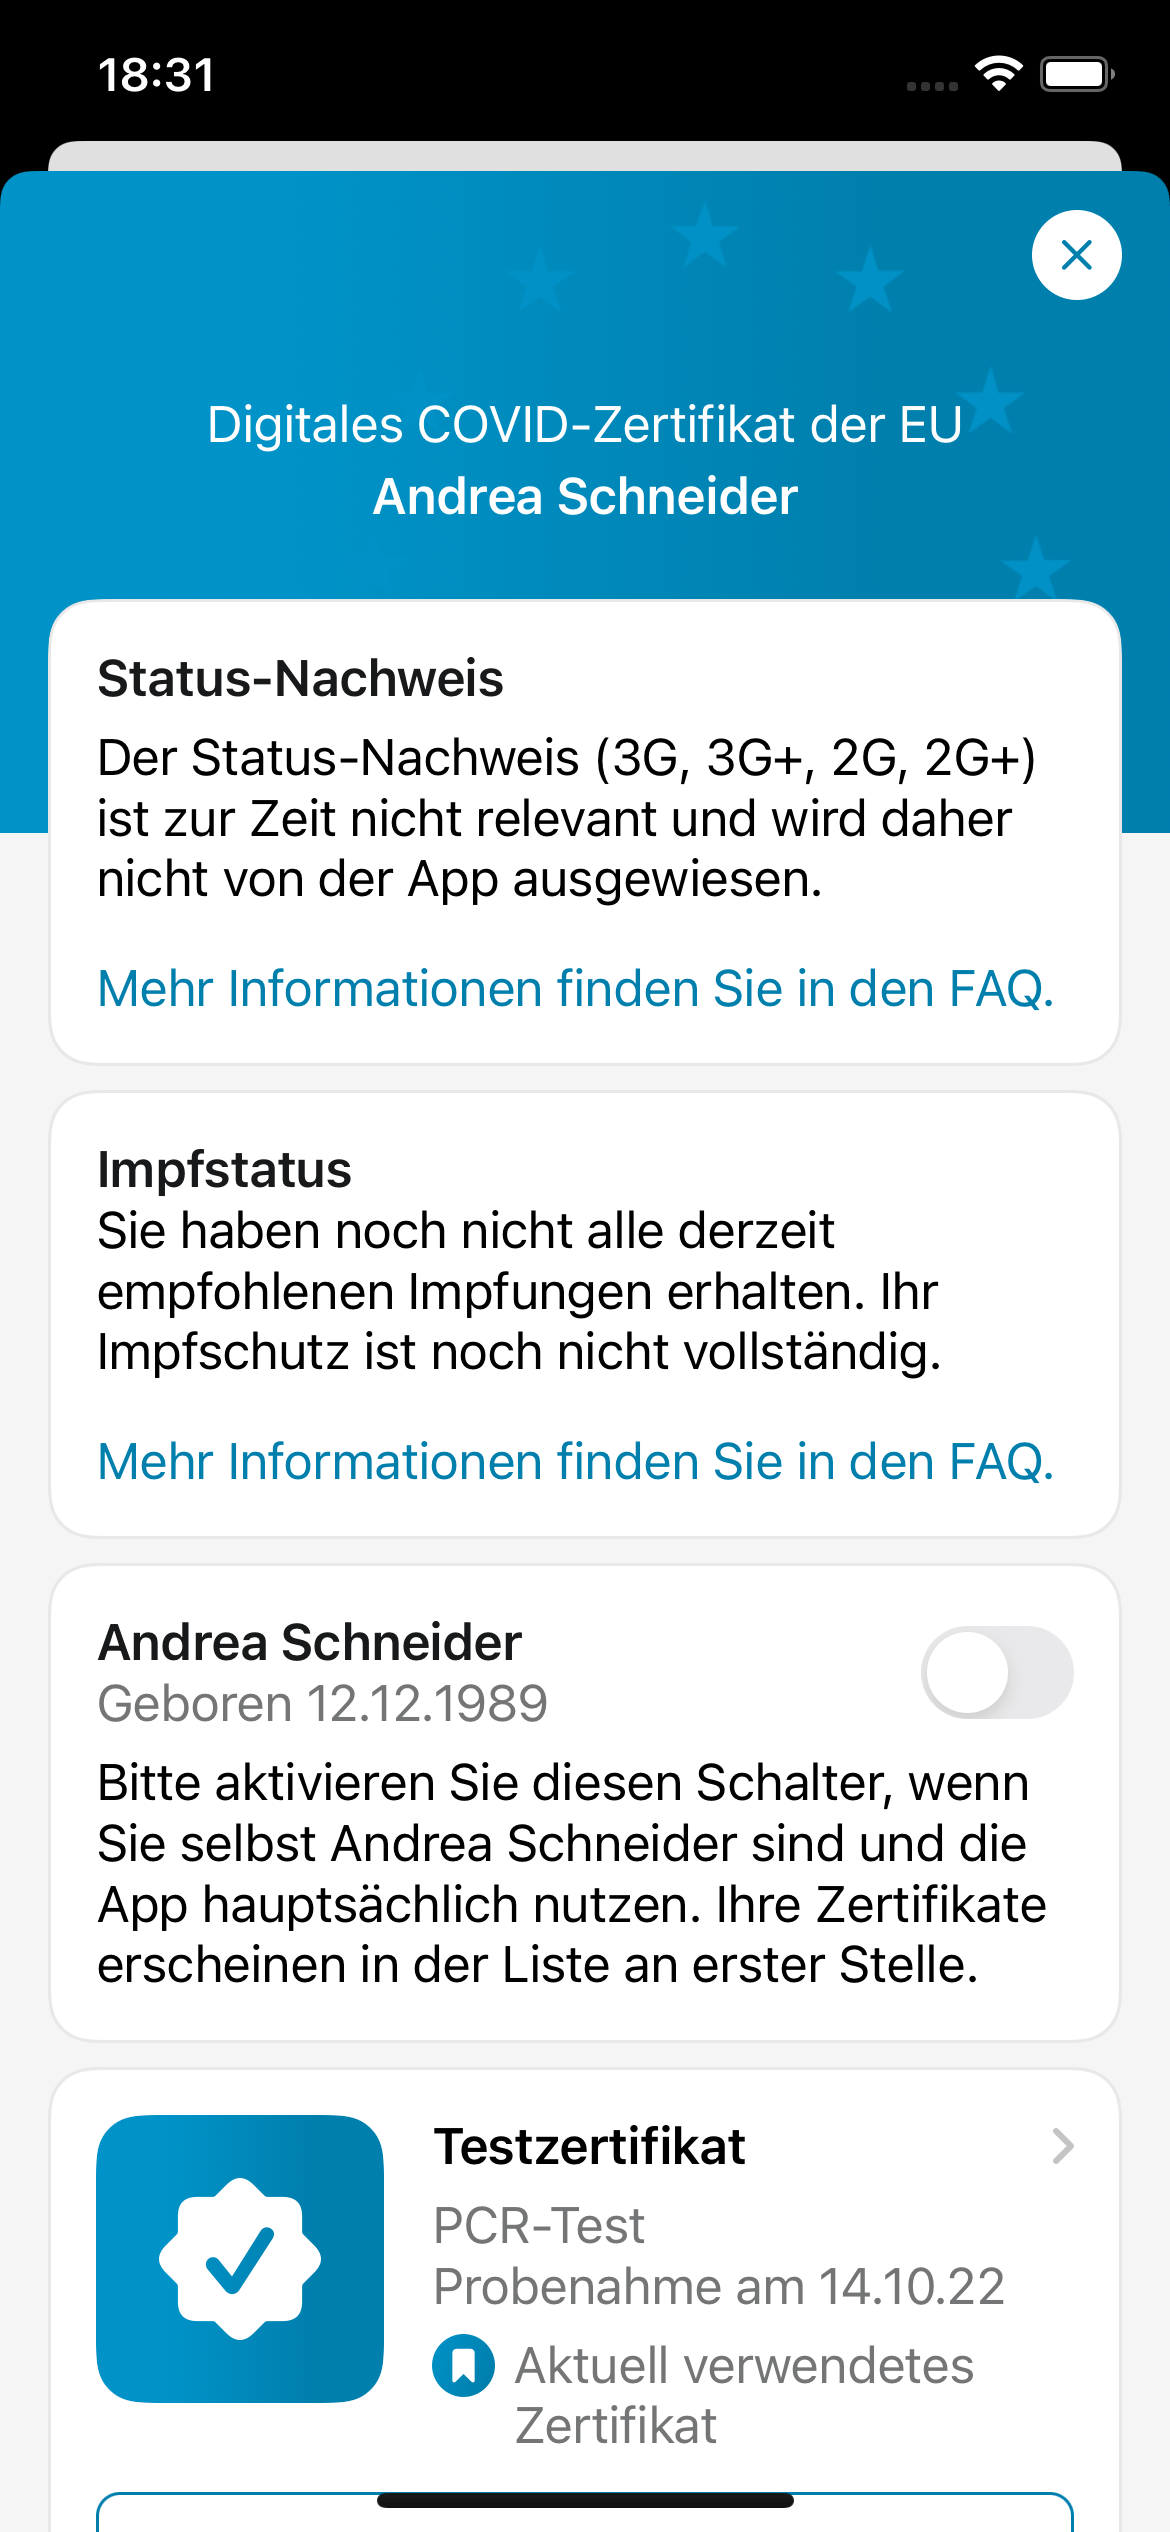 18:31
Digitales COVID-Zertifikat der EU
Andrea Schneider
Status-Nachweis
Der Status-Nachweis (3G, 3G+, 2G, 2G+)
ist zur Zeit nicht relevant und wird daher
nicht von der App ausgewiesen.
Mehr Informationen finden Sie in den FAQ.
Impfstatus
Sie haben noch nicht alle derzeit
empfohlenen Impfungen erhalten. Ihr
Impfschutz ist noch nicht vollständig.
Mehr Informationen finden Sie in den FAQ.
Andrea Schneider
Geboren 12.12.1989
Bitte aktivieren Sie diesen Schalter, wenn
Sie selbst Andrea Schneider sind und die
App hauptsächlich nutzen. Ihre Zertifikate
erscheinen in der Liste an erster Stelle.
Testzertifikat
PCR-Test
Probenahme am 14.10.22
Aktuell verwendetes
Zertifikat